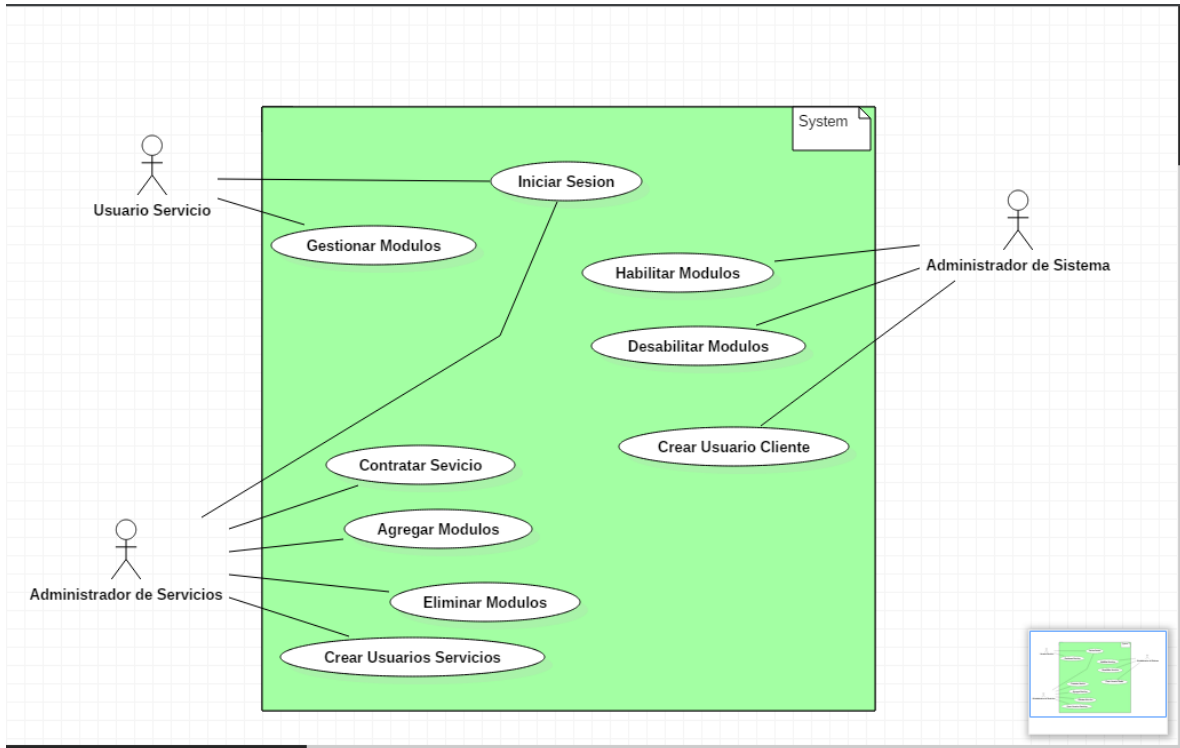 System
Usuario Servicio
Iniciar Sesion
Gestionar Modulos
Habilitar Modulos
Administrador de Sistema
Desabilitar Modulos
Crear Usuario Cliente
Contratar Sevicio
Agregar Modulos
Administrador de Servicios
Eliminar Modulos
Crear Usuarios Servicios